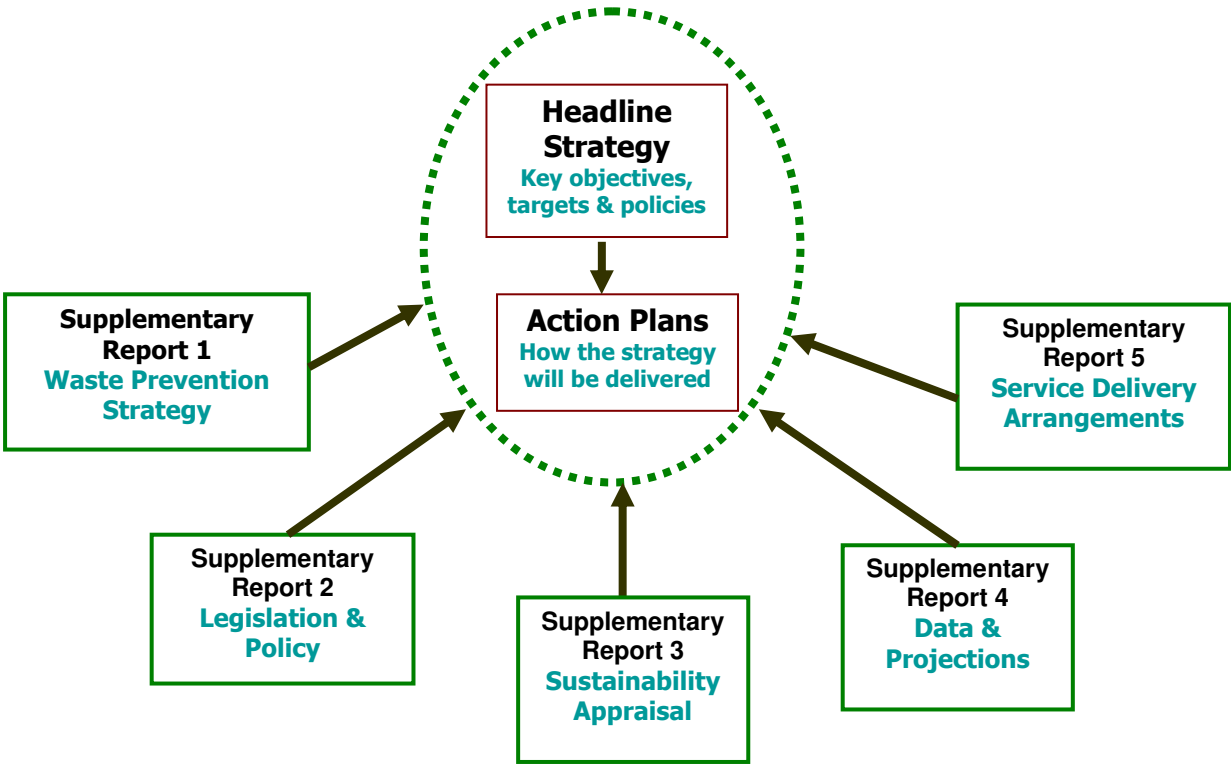 Headline
Strategy
Key objectives,
targets & policies
Action Plans
How the strategy
will be delivered
Supplementary
Report 1
Waste Prevention
Strategy
Supplementary
Report 2
Legislation &
Policy
Supplementary
Report 3
Sustainability
Appraisal
Supplementary
Report 4
Data &
Projections
Supplementary
Report 5
Service Delivery
Arrangements